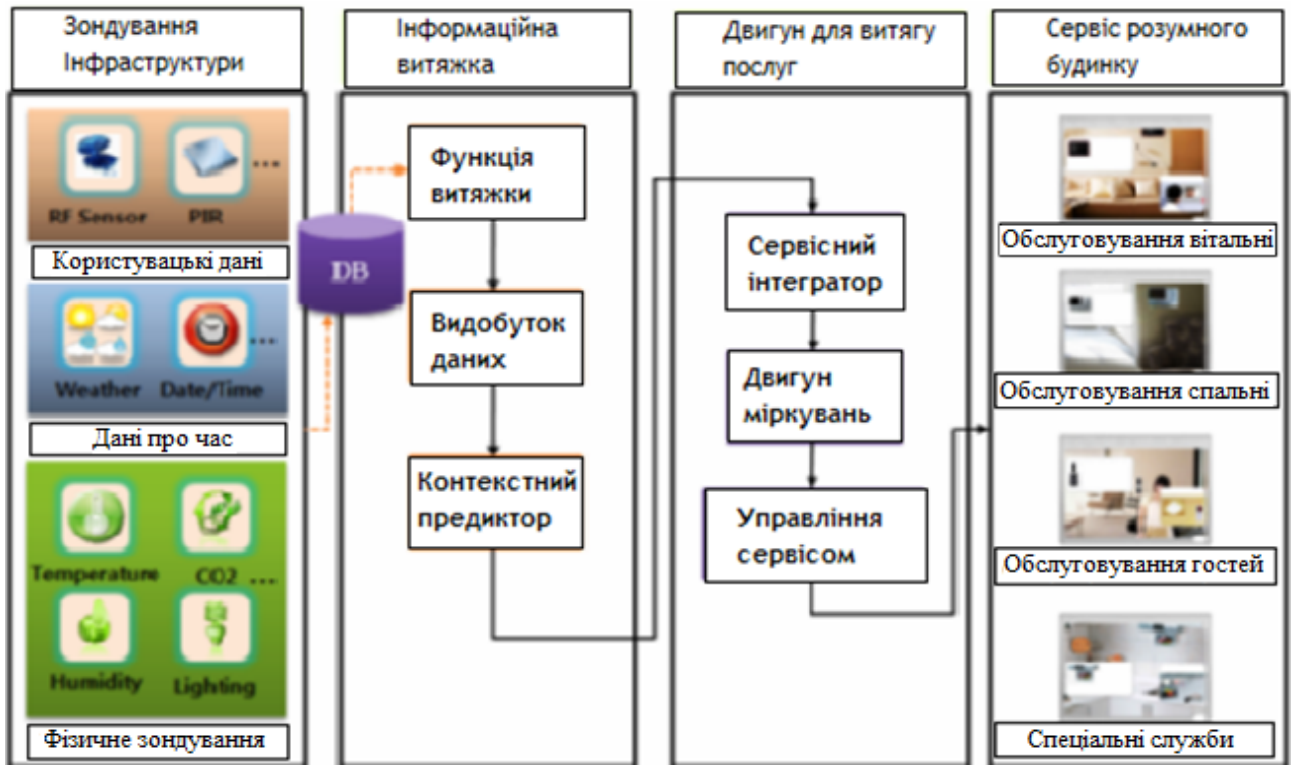 Зондування
Інфраструктури
RF Sensor
PIR
...
Користувацькі дані
Weather
Date/Time
...
Дані про час
Temperature
CO2
...
Humidity
Lighting
Фізичне зондування
Інформаційна
витяжка
DB
Функція
витяжки
Видобуток
даних
Контекстний
предиктор
Двигун для витягу
послуг
Сервісний
інтегратор
Двигун
міркувань
Управління
сервісом
Сервіс розумного
будинку
Обслуговування вітальні
Обслуговування спальні
Обслуговування гостей
Спеціальні служби